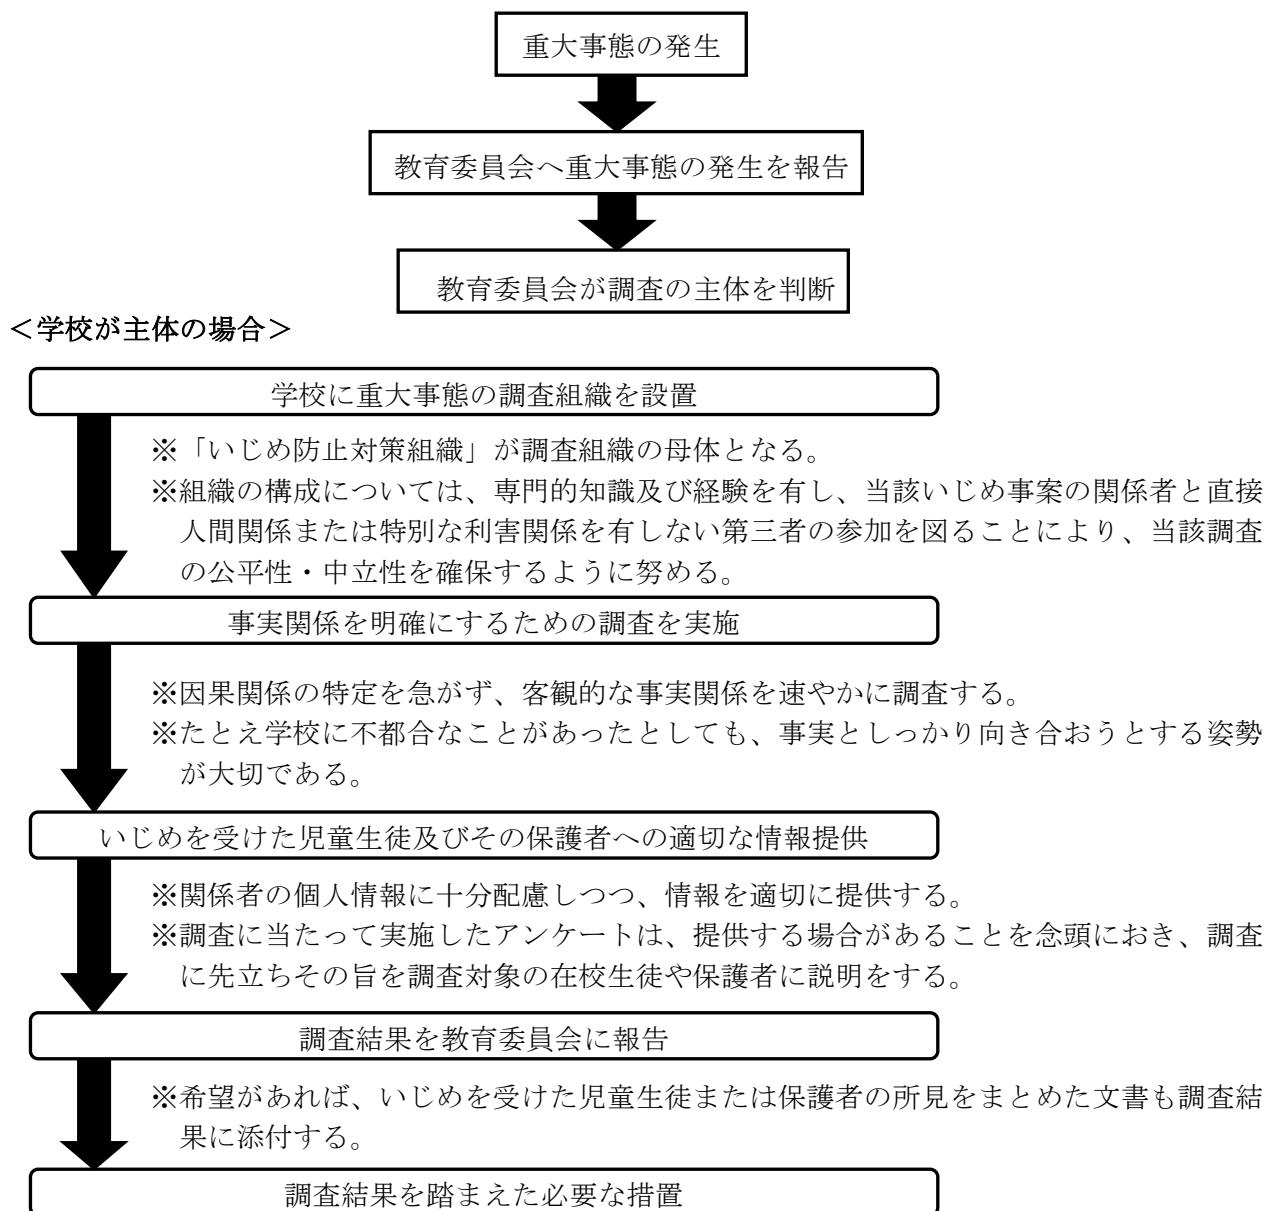 重大事態の発生
教育委員会へ重大事態の発生を報告
教育委員会が調査の主体を判断
＜学校が主体の場合＞
学校に重大事態の調査組織を設置
※「いじめ防止対策組織」が調査組織の母体となる。
※組織の構成については、専門的知識及び経験を有し、当該いじめ事案の関係者と直接
人間関係または特別な利害関係を有しない第三者の参加を図ることにより、当該調査
の公平性・中立性を確保するように努める。
事実関係を明確にするための調査を実施
※因果関係の特定を急がず、客観的な事実関係を速やかに調査する。
※たとえ学校に不都合なことがあったとしても、事実としっかり向き合おうとする姿勢
が大切である。
いじめを受けた児童生徒及びその保護者への適切な情報提供
※関係者の個人情報に十分配慮しつつ、情報を適切に提供する。
※調査に当たって実施したアンケートは、提供する場合があることを念頭におき、調査
に先立ちその旨を調査対象の在校生徒や保護者に説明をする。
調査結果を教育委員会に報告
※希望があれば、いじめを受けた児童生徒または保護者の所見をまとめた文書も調査結
果に添付する。
調査結果を踏まえた必要な措置